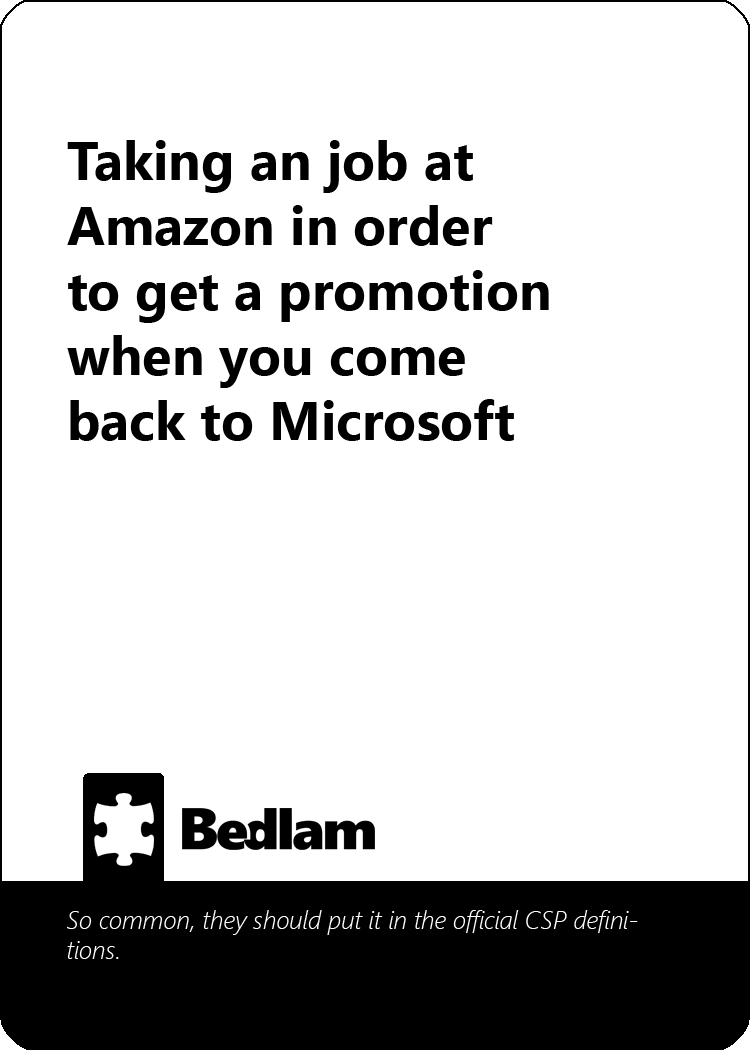 Taking an job at
Amazon in order
to get a promotion
when you come
back to Microsoft
Bedlam
So common, they should put it in the official CSP defini-
tions.